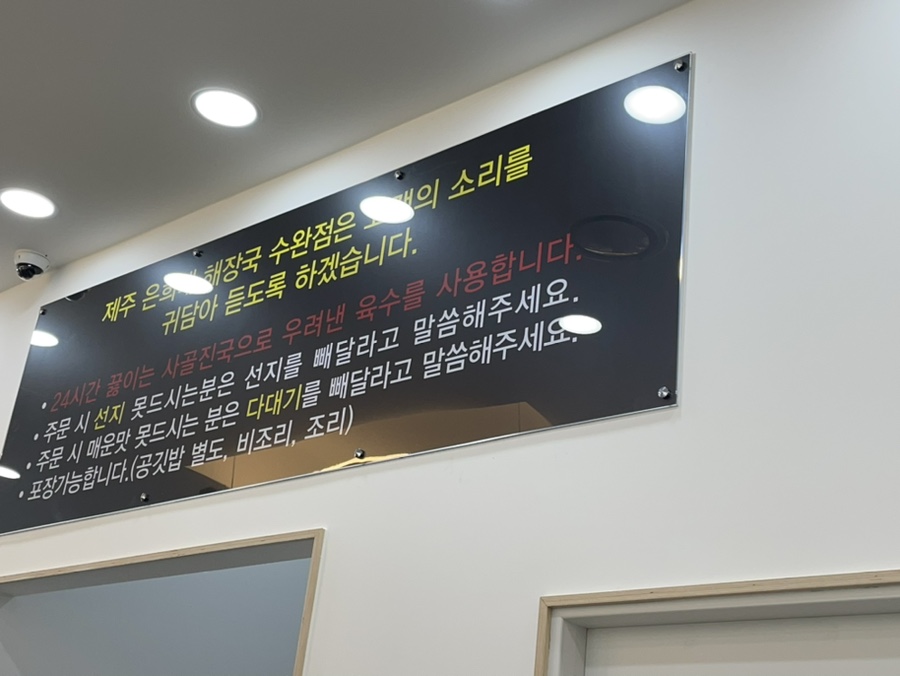 제주 은희네 해장국 수완점은 고객의 소리를
귀담아 듣도록 하겠습니다.
• 24시간 끓이는 사골진국으로 우려낸 육수를 사용합니다.
• 주문 시 선지 못드시는분은 선지를 빼달라고 말씀해주세요.
• 주문 시 매운맛 못드시는 분은 다대기를 빼달라고 말씀해주세요.
• 포장가능합니다.(공깃밥 별도, 비조리, 조리)